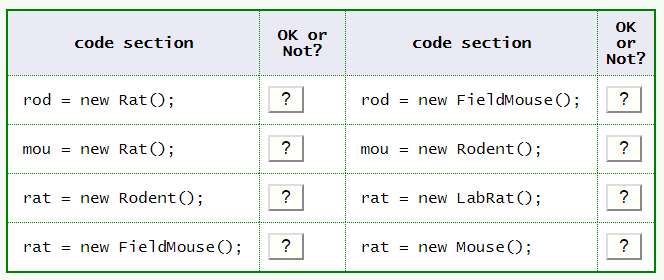 code section OK or Not? code section OK or Not?
rod = new Rat(); ? rod = new FieldMouse(); ?
mou = new Rat(); ? mou = new Rodent(); ?
rat = new Rodent(); ? rat = new LabRat(); ?
rat = new FieldMouse(); ? rat = new Mouse(); ?